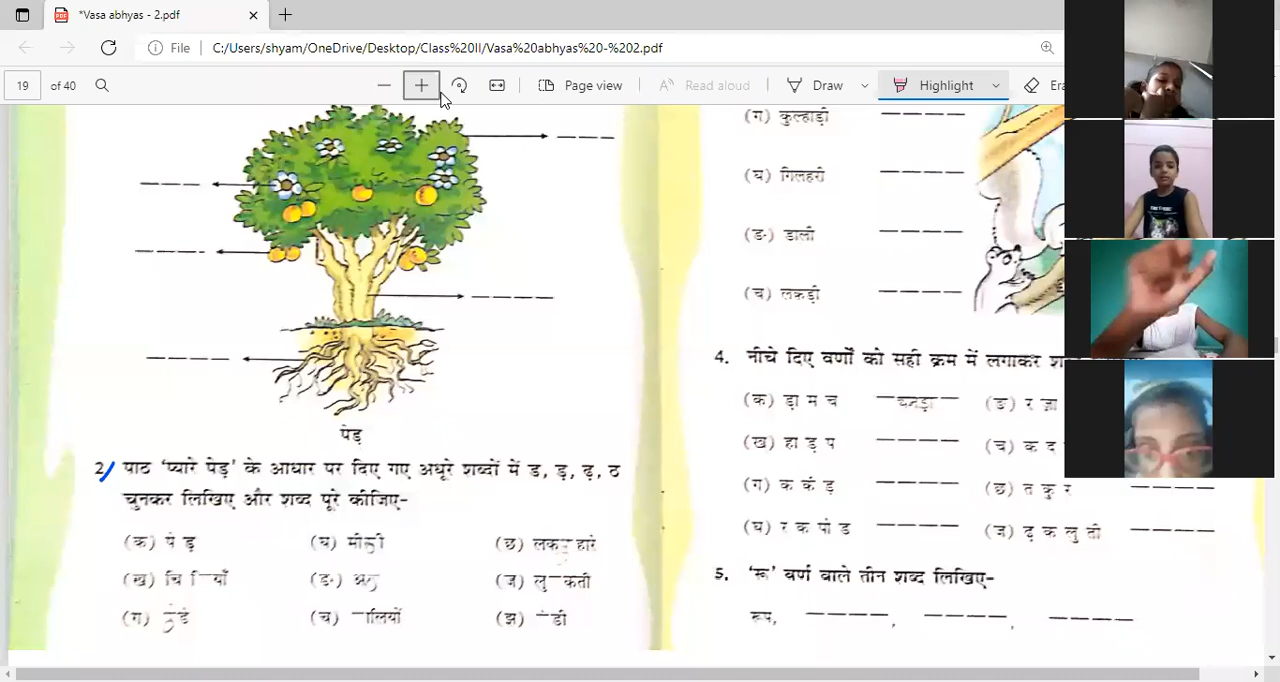 *Vasa abhyas - 2.pdf
File
C:/Users/shyam/OneDrive/Desktop/Class%20II/Vasa%20abhyas%20-%202.pdf
19 of 40
Page view
Read aloud
Draw
Highlight
Era
पेड़
2. पाठ 'प्यारे पेड़' के आधार पर दिए गए अधूरे शब्दों में ड, ड़, ढ़, ठ
चुनकर लिखिए और शब्द पूरे कीजिए-
(क) पे ड़
(घ)
(छ)
(ख)
(ङ)
(ज)
(ग)
(च)
(झ)
(ग) कुल्हाड़ी
(घ) गिलहरी
(ङ) डाली
(च) लकड़ी
4. नीचे दिए वर्णों को सही क्रम में लगाकर श
(क) ड़ा म च
(ङ)
(ख) हा ड़ प
(च) क द
(ग) क कं ड़
(छ) त कु र
(घ)
(ज) ढ़ क लु ती
5. 'रू' वर्ण वाले तीन शब्द लिखिए-
रूप,